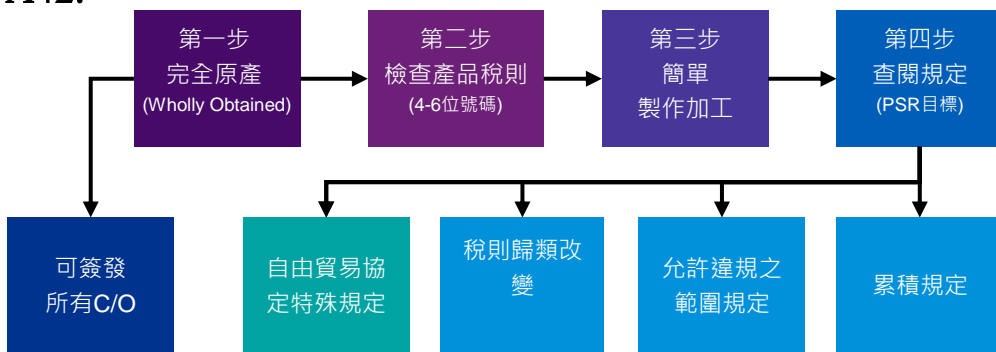 第一步
完全原產
(Wholly Obtained)
第二步
檢查產品稅則
(4-6位號碼)
第三步
簡單
製作加工
第四步
查閱規定
(PSR目標)
可簽發
所有C/O
自由貿易協
定特殊規定
稅則歸類改
變
允許違規之
範圍規定
累積規定